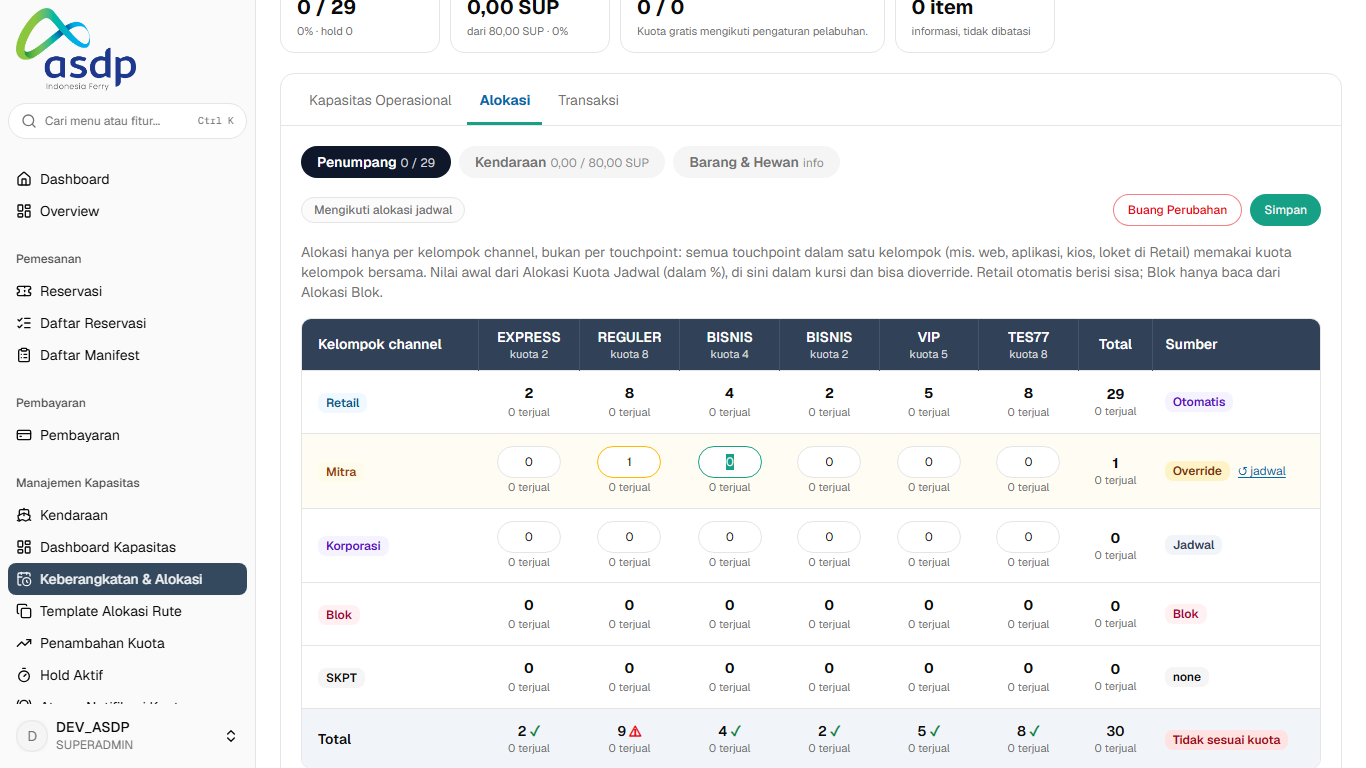 asdp
Indonesia Ferry
Cari menu atau fitur... Ctrl K
Dashboard
Overview
Pemesanan
Reservasi
Daftar Reservasi
Daftar Manifest
Pembayaran
Pembayaran
Manajemen Kapasitas
Kendaraan
Dashboard Kapasitas
Keberangkatan & Alokasi
Template Alokasi Rute
Penambahan Kuota
Hold Aktif
D DEV_ASDP
SUPERADMIN
0 / 29 0,00 SUP 0 / 0 0 item
0% · hold 0 dari 80,00 SUP · 0% Kuota gratis mengikuti pengaturan pelabuhan. informasi, tidak dibatasi
Kapasitas Operasional Alokasi Transaksi
Penumpang 0 / 29 Kendaraan 0,00 / 80,00 SUP Barang & Hewan info
Mengikuti alokasi jadwal Buang Perubahan Simpan
Alokasi hanya per kelompok channel, bukan per touchpoint: semua touchpoint dalam satu kelompok (mis. web, aplikasi, kios, loket di Retail) memakai kuota
kelompok bersama. Nilai awal dari Alokasi Kuota Jadwal (dalam %), di sini dalam kursi dan bisa dioverride. Retail otomatis berisi sisa; Blok hanya baca dari
Alokasi Blok.
Kelompok channel EXPRESS REGULER BISNIS BISNIS VIP TES77 Total Sumber
kuota 2 kuota 8 kuota 4 kuota 2 kuota 5 kuota 8
Retail 2 8 4 2 5 8 29 Otomatis
0 terjual 0 terjual 0 terjual 0 terjual 0 terjual 0 terjual 0 terjual
Mitra 0 1 0 0 0 0 1 Override ↺ jadwal
0 terjual 0 terjual 0 terjual 0 terjual 0 terjual 0 terjual 0 terjual
Korporasi 0 0 0 0 0 0 0 Jadwal
0 terjual 0 terjual 0 terjual 0 terjual 0 terjual 0 terjual 0 terjual
Blok 0 0 0 0 0 0 0 Blok
0 terjual 0 terjual 0 terjual 0 terjual 0 terjual 0 terjual 0 terjual
SKPT 0 0 0 0 0 0 0 none
0 terjual 0 terjual 0 terjual 0 terjual 0 terjual 0 terjual 0 terjual
Total 2 ✓ 9 ⚠ 4 ✓ 2 ✓ 5 ✓ 8 ✓ 30 Tidak sesuai kuota
0 terjual 0 terjual 0 terjual 0 terjual 0 terjual 0 terjual 0 terjual